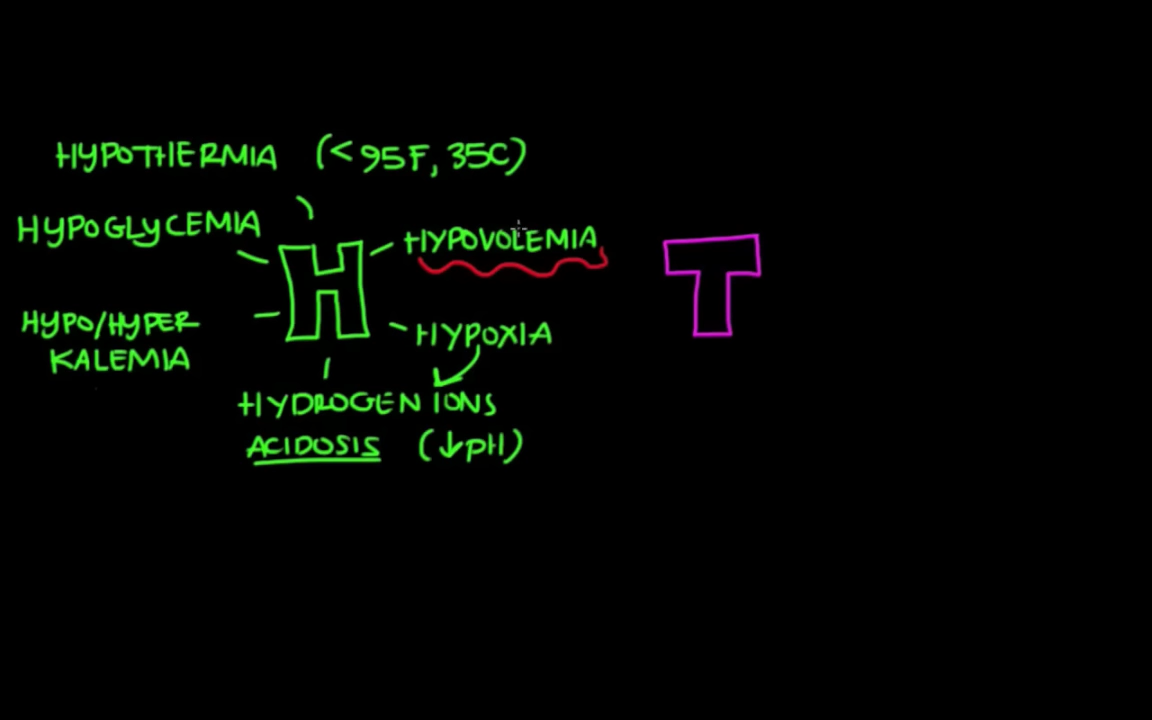 HYPOTHERMIA (< 95F, 35C)
HYPOGLYCEMIA
HYPOVOLEMIA
H
T
HYPO/HYPER
KALEMIA
HYPOXIA
HYDROGEN IONS
ACIDOSIS (↓pH)